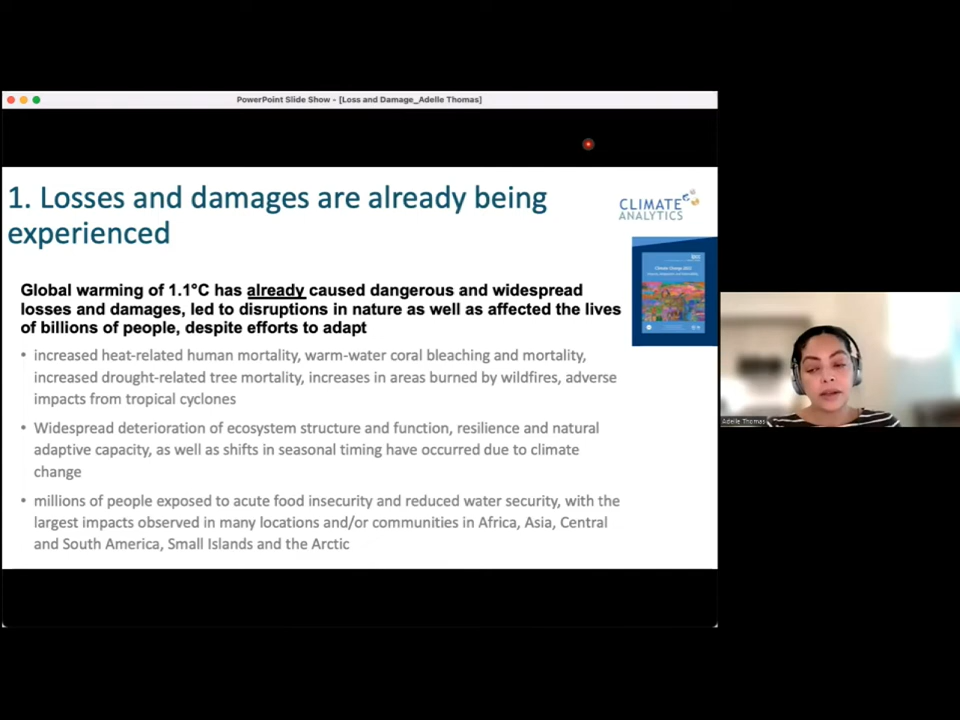 PowerPoint Slide Show - [Loss and Damage_Adelle Thomas]
1. Losses and damages are already being
experienced
CLIMATE
ANALYTICS
Global warming of 1.1°C has already caused dangerous and widespread
losses and damages, led to disruptions in nature as well as affected the lives
of billions of people, despite efforts to adapt
• increased heat-related human mortality, warm-water coral bleaching and mortality,
increased drought-related tree mortality, increases in areas burned by wildfires, adverse
impacts from tropical cyclones
• Widespread deterioration of ecosystem structure and function, resilience and natural
adaptive capacity, as well as shifts in seasonal timing have occurred due to climate
change
• millions of people exposed to acute food insecurity and reduced water security, with the
largest impacts observed in many locations and/or communities in Africa, Asia, Central
and South America, Small Islands and the Arctic
Climate Change 2022
Adelle Thomas